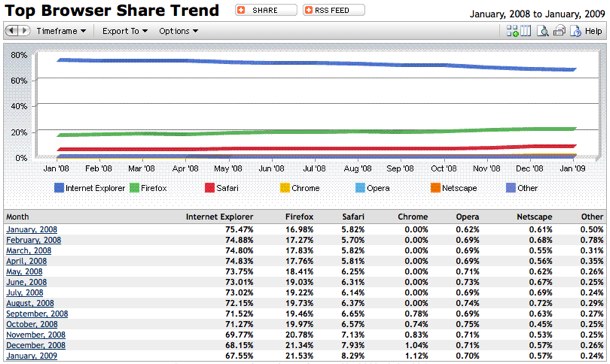 Top Browser Share Trend
SHARE
RSS FEED
January, 2008 to January, 2009
Timeframe
Export To
Options
Help
80%
60%
40%
20%
0%
Jan '08 Feb '08 Mar '08 Apr '08 May '08 Jun '08 Jul '08 Aug '08 Sep '08 Oct '08 Nov '08 Dec '08 Jan '09
Internet Explorer Firefox Safari Chrome Opera Netscape Other
Month Internet Explorer Firefox Safari Chrome Opera Netscape Other
January, 2008 75.47% 16.98% 5.82% 0.00% 0.62% 0.61% 0.50%
February, 2008 74.88% 17.27% 5.70% 0.00% 0.69% 0.68% 0.78%
March, 2008 74.80% 17.83% 5.82% 0.00% 0.69% 0.55% 0.31%
April, 2008 74.83% 17.76% 5.81% 0.00% 0.69% 0.56% 0.35%
May, 2008 73.75% 18.41% 6.25% 0.00% 0.71% 0.62% 0.26%
June, 2008 73.01% 19.03% 6.31% 0.00% 0.73% 0.67% 0.25%
July, 2008 73.02% 19.22% 6.14% 0.00% 0.69% 0.69% 0.24%
August, 2008 72.15% 19.73% 6.37% 0.00% 0.74% 0.72% 0.29%
September, 2008 71.52% 19.46% 6.65% 0.78% 0.69% 0.63% 0.27%
October, 2008 71.27% 19.97% 6.57% 0.74% 0.75% 0.45% 0.25%
November, 2008 69.77% 20.78% 7.13% 0.83% 0.71% 0.53% 0.25%
December, 2008 68.15% 21.34% 7.93% 1.04% 0.71% 0.57% 0.26%
January, 2009 67.55% 21.53% 8.29% 1.12% 0.70% 0.57% 0.24%